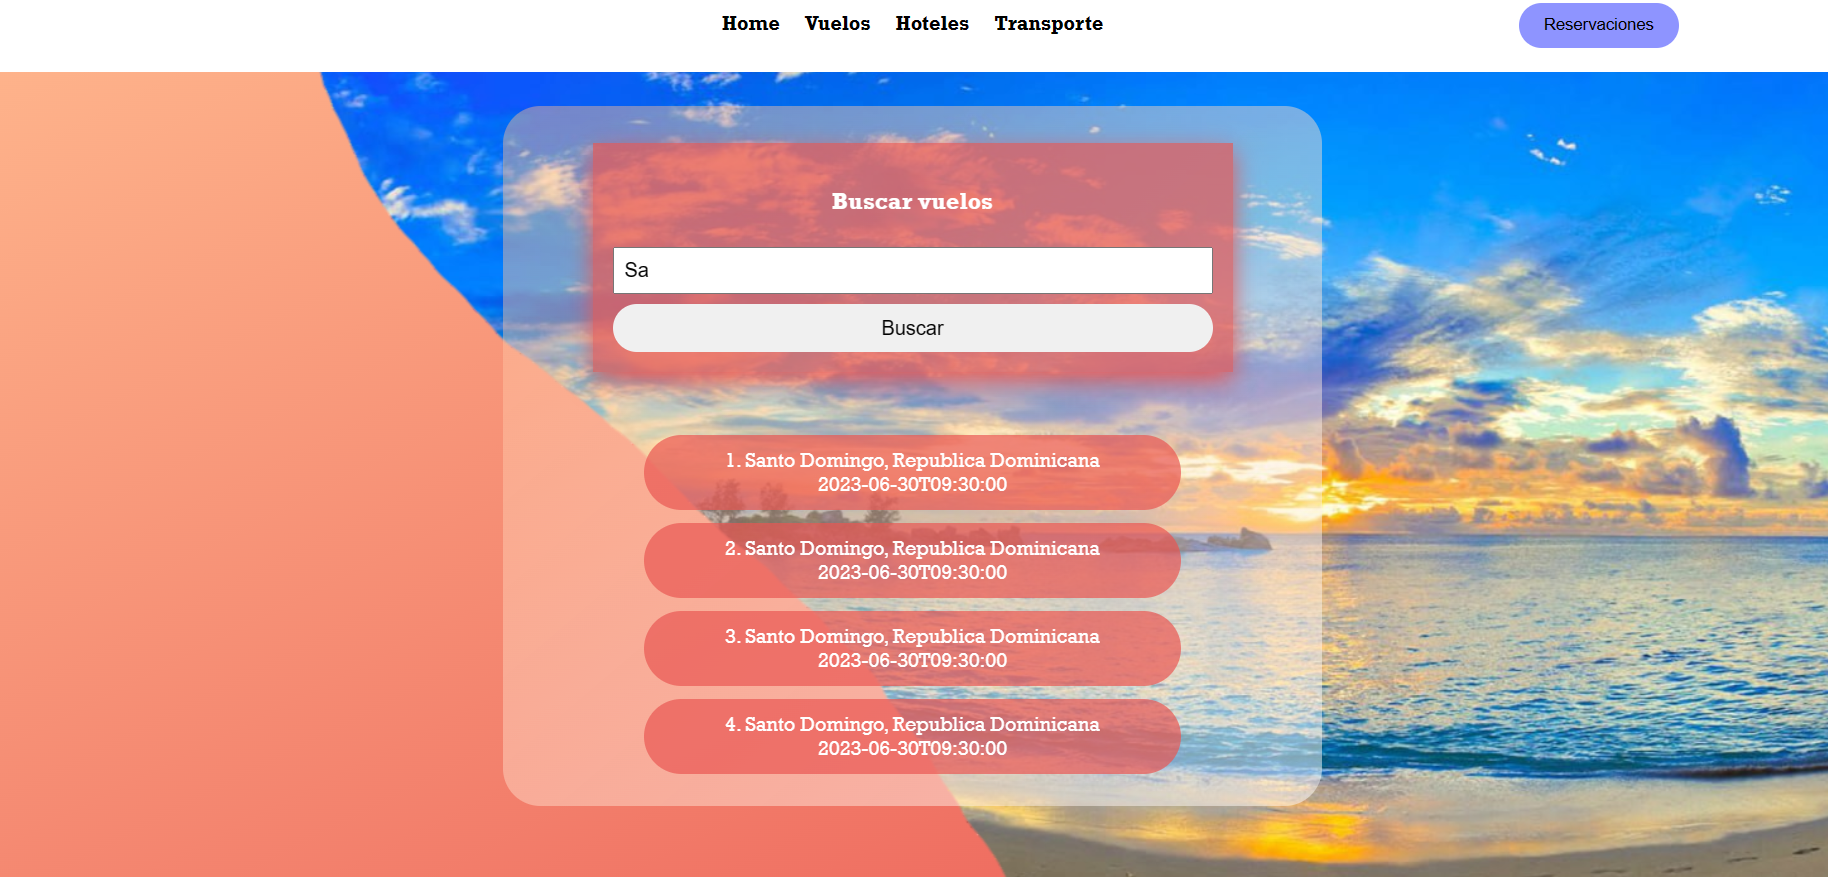 Home Vuelos Hoteles Transporte Reservaciones
Buscar vuelos
Sa
Buscar
1. Santo Domingo, Republica Dominicana
2023-06-30T09:30:00
2. Santo Domingo, Republica Dominicana
2023-06-30T09:30:00
3. Santo Domingo, Republica Dominicana
2023-06-30T09:30:00
4. Santo Domingo, Republica Dominicana
2023-06-30T09:30:00